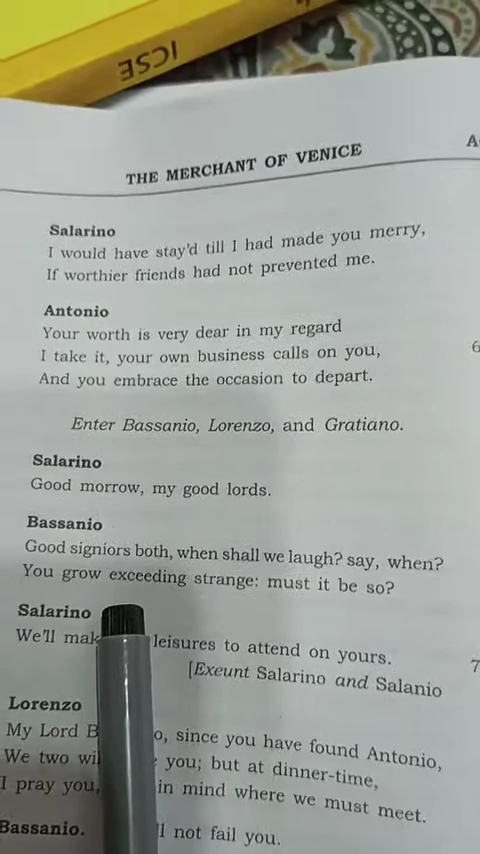 ICSE
THE MERCHANT OF VENICE
Salarino
I would have stay'd till I had made you merry,
If worthier friends had not prevented me.
Antonio
Your worth is very dear in my regard
I take it, your own business calls on you,
And you embrace the occasion to depart.
Enter Bassanio, Lorenzo, and Gratiano.
Salarino
Good morrow, my good lords.
Bassanio
Good signiors both, when shall we laugh? say, when?
You grow exceeding strange: must it be so?
Salarino
We'll leisures to attend on yours.
[Exeunt Salarino and Salanio
Lorenzo
My Lord since you have found Antonio,
We two you; but at dinner-time,
I pray you, in mind where we must meet.
Bassanio. not fail you.